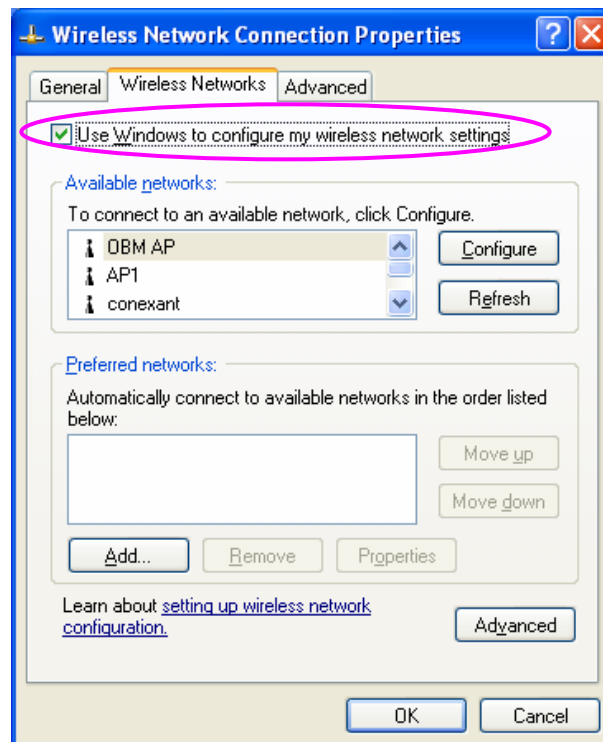 Wireless Network Connection Properties
General Wireless Networks Advanced
Use Windows to configure my wireless network settings
Available networks:
To connect to an available network, click Configure.
OBM AP
AP1
conexant
Configure
Refresh
Preferred networks:
Automatically connect to available networks in the order listed
below:
Move up
Move down
Add... Remove Properties
Learn about setting up wireless network
configuration.
Advanced
OK Cancel